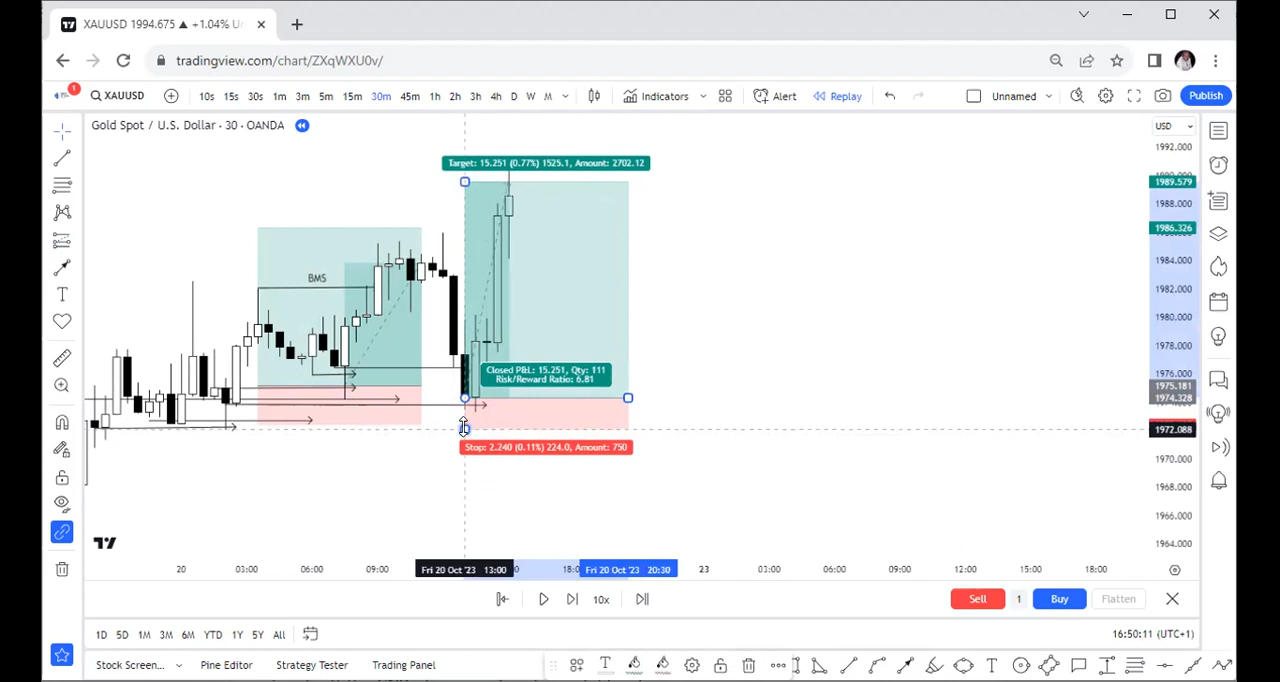 XAUUSD 1994.675 ▲ +1.04% Un
tradingview.com/chart/ZXqWXU0v/
1
XAUUSD
10s 15s 30s 1m 3m 5m 15m 30m 45m 1h 2h 3h 4h D W M
Indicators
Alert
Replay
Unnamed
Publish
Gold Spot / U.S. Dollar · 30 · OANDA
USD
1992.000
Target: 15.251 (0.77%) 1525.1, Amount: 2702.12
1989.579
1988.000
1986.326
1984.000
BMS
1982.000
1980.000
1978.000
1976.000
Closed P&L: 15.251, Qty: 111
Risk/Reward Ratio: 6.81
1975.181
1974.328
1972.088
Stop: 2.240 (0.11%) 224.0, Amount: 750
1970.000
1968.000
1966.000
1964.000
20 03:00 06:00 09:00 Fri 20 Oct '23 13:00 18:0 Fri 20 Oct '23 20:30 23 03:00 06:00 09:00 12:00 15:00 18:00
10x
Sell 1 Buy Flatten
1D 5D 1M 3M 6M YTD 1Y 5Y All
16:50:11 (UTC+1)
Stock Screen... Pine Editor Strategy Tester Trading Panel